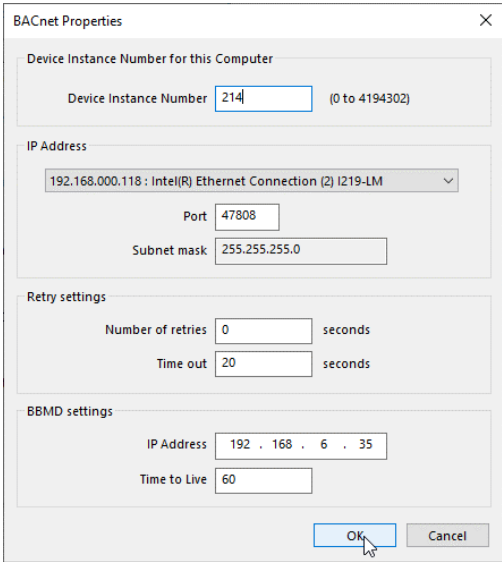 BACnet Properties
Device Instance Number for this Computer
Device Instance Number 214 (0 to 4194302)
IP Address
192.168.000.118 : Intel(R) Ethernet Connection (2) I219-LM
Port 47808
Subnet mask 255.255.255.0
Retry settings
Number of retries 0 seconds
Time out 20 seconds
BBMD settings
IP Address 192 . 168 . 6 . 35
Time to Live 60
OK Cancel